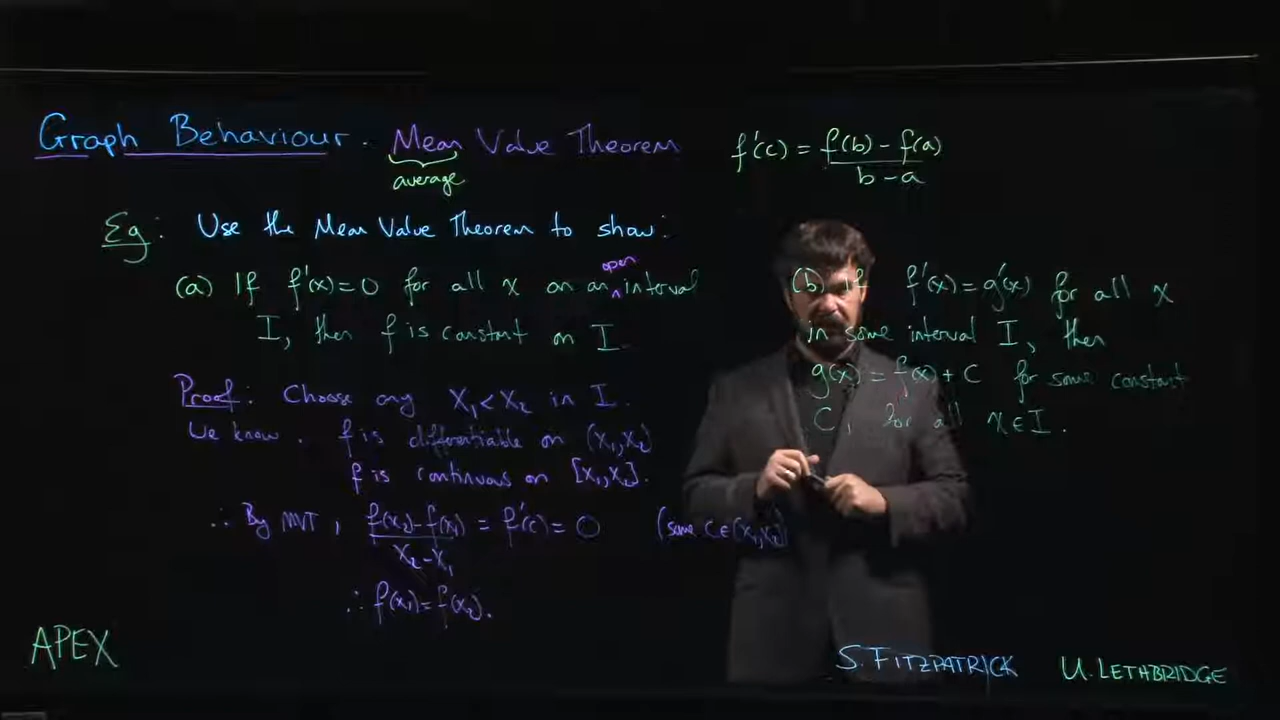 Graph Behaviour. Mean Value Theorem
average
f'(c) = f(b) - f(a) / b - a
Eg: Use the Mean Value Theorem to show:
(a) If f'(x)=0 for all x on an open interval
I, then f is constant on I.
Proof: Choose any x₁<x₂ in I.
We know. f is differentiable on (x₁,x₂)
f is continuous on [x₁,x₂].
∴ By MVT, f(x₂)-f(x₁) / x₂-x₁ = f'(c) = 0 (some c∈(x₁,x₂))
∴ f(x₁)=f(x₂).
(b) If f'(x)=g'(x) for all x
in some interval I, then
g(x) = f(x) + C for some constant
C, for all x∈I.
APEX
S. FITZPATRICK U. LETHBRIDGE